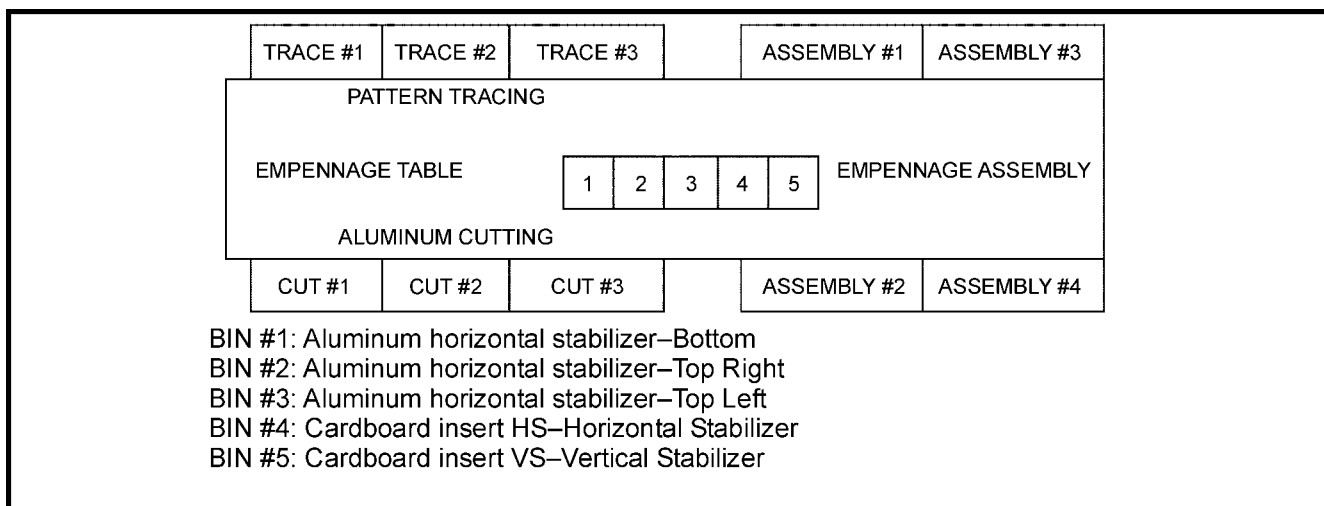 TRACE #1 TRACE #2 TRACE #3 ASSEMBLY #1 ASSEMBLY #3
PATTERN TRACING
EMPENNAGE TABLE 1 2 3 4 5 EMPENNAGE ASSEMBLY
ALUMINUM CUTTING
CUT #1 CUT #2 CUT #3 ASSEMBLY #2 ASSEMBLY #4
BIN #1: Aluminum horizontal stabilizer–Bottom
BIN #2: Aluminum horizontal stabilizer–Top Right
BIN #3: Aluminum horizontal stabilizer–Top Left
BIN #4: Cardboard insert HS–Horizontal Stabilizer
BIN #5: Cardboard insert VS–Vertical Stabilizer